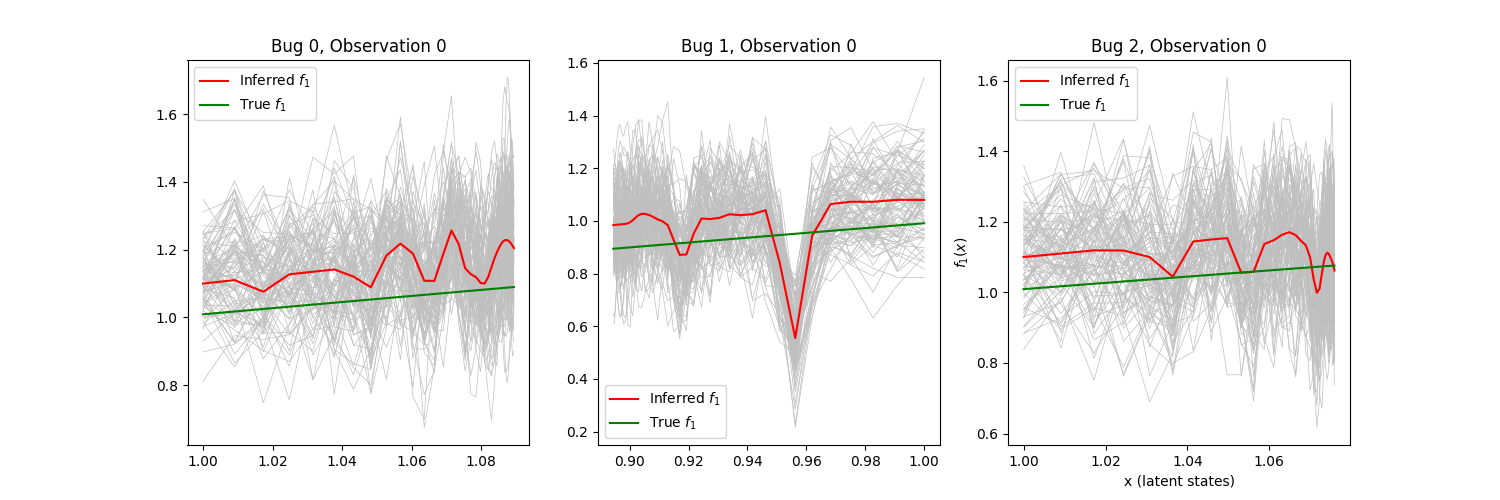 Bug 0, Observation 0
Inferred f₁
True f₁
1.6
1.4
1.2
1.0
0.8
1.00 1.02 1.04 1.06 1.08
Bug 1, Observation 0
1.6
1.4
1.2
1.0
0.8
0.6
0.4
0.2
Inferred f₁
True f₁
0.90 0.92 0.94 0.96 0.98 1.00
Bug 2, Observation 0
Inferred f₁
True f₁
f₁(x)
1.6
1.4
1.2
1.0
0.8
0.6
1.00 1.02 1.04 1.06
x (latent states)